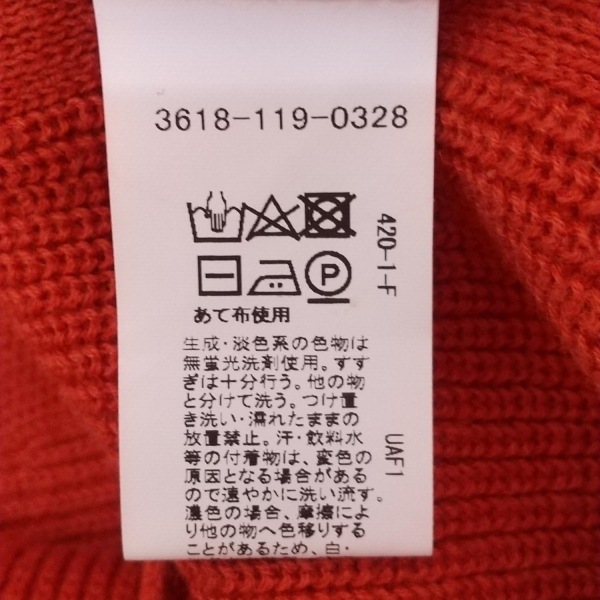 3618-119-0328
420-1-F
P
あて布使用
生成・淡色系の色物は
無蛍光洗剤使用。すす
ぎは十分行う。他の物
と分けて洗う。つけ置
き洗い・濡れたままの
放置禁止。汗・飲料水
等の付着物は、変色の
原因となる場合がある
ので速やかに洗い流す。
濃色の場合、摩擦によ
り他の物へ色移りする
ことがあるため、白・
UAF1